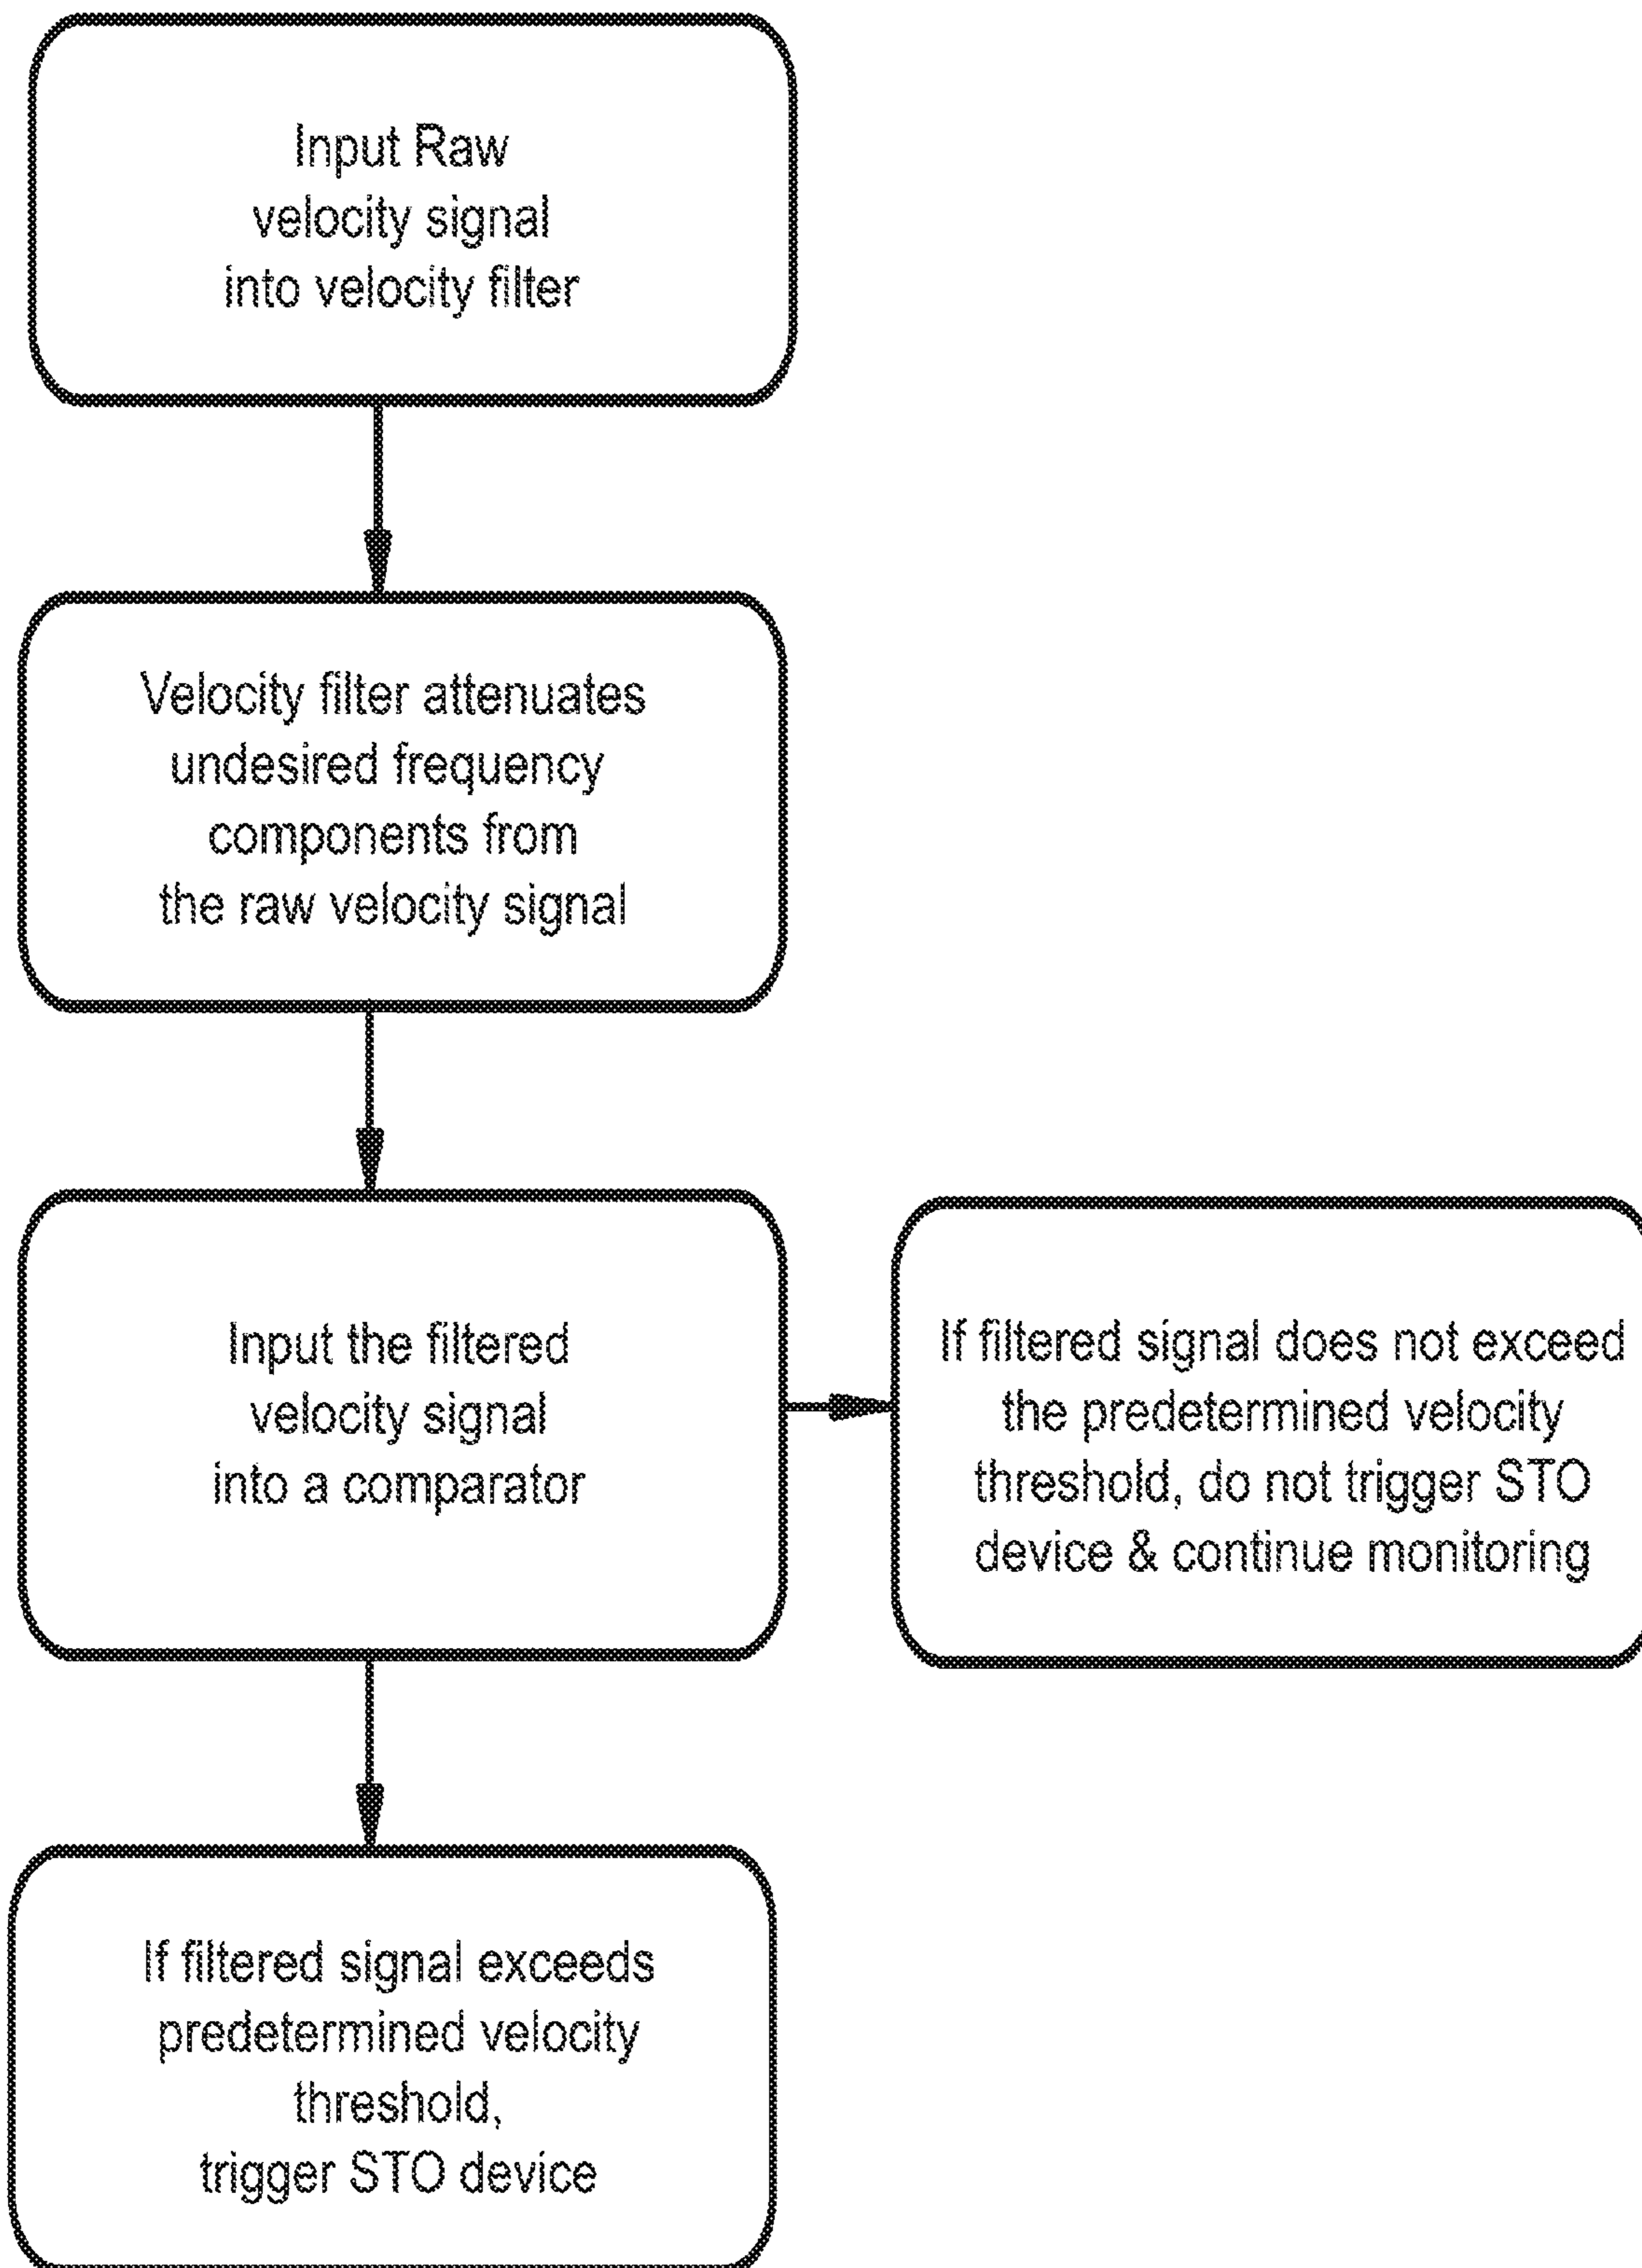 Input Raw
velocity signal
into velocity filter
Velocity filter attenuates
undesired frequency
components from
the raw velocity signal
Input the filtered
velocity signal
into a comparator
If filtered signal does not exceed
the predetermined velocity
threshold, do not trigger STO
device & continue monitoring
If filtered signal exceeds
predetermined velocity
threshold,
trigger STO device